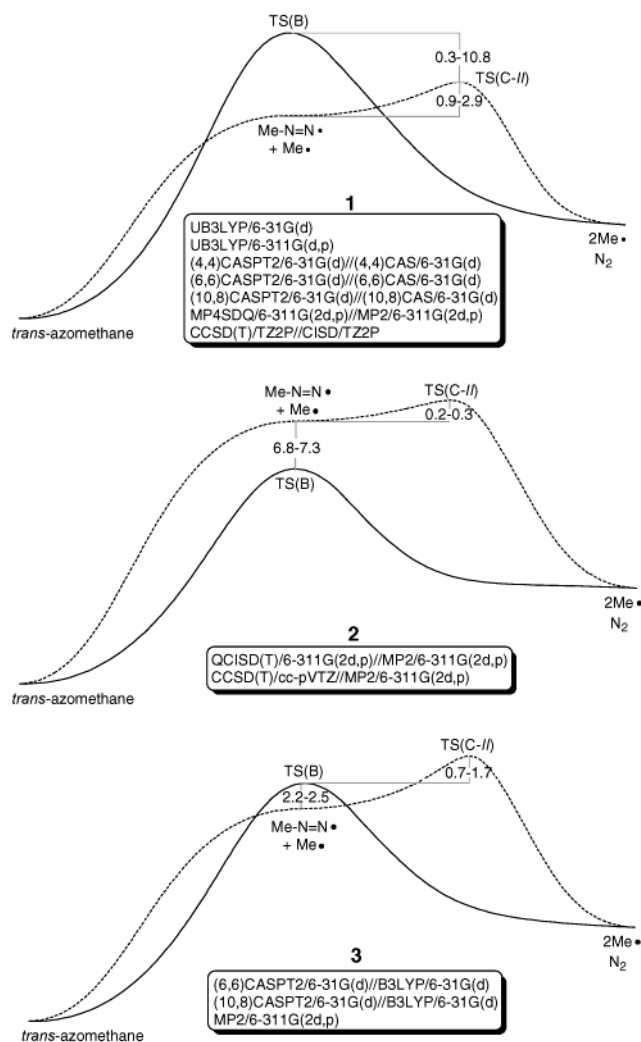 TS(B)
0.3-10.8
TS(C-II)
0.9-2.9
Me-N=N•
+ Me•
1
UB3LYP/6-31G(d)
UB3LYP/6-311G(d,p)
(4,4)CASPT2/6-31G(d)//(4,4)CAS/6-31G(d)
(6,6)CASPT2/6-31G(d)//(6,6)CAS/6-31G(d)
(10,8)CASPT2/6-31G(d)//(10,8)CAS/6-31G(d)
MP4SDQ/6-311G(2d,p)//MP2/6-311G(2d,p)
CCSD(T)/TZ2P//CISD/TZ2P
2Me•
N2
trans-azomethane
Me-N=N•
+ Me•
TS(C-II)
0.2-0.3
6.8-7.3
TS(B)
2Me•
N2
2
QCISD(T)/6-311G(2d,p)//MP2/6-311G(2d,p)
CCSD(T)/cc-pVTZ//MP2/6-311G(2d,p)
trans-azomethane
TS(C-II)
TS(B)
0.7-1.7
2.2-2.5
Me-N=N•
+ Me•
2Me•
N2
3
(6,6)CASPT2/6-31G(d)//B3LYP/6-31G(d)
(10,8)CASPT2/6-31G(d)//B3LYP/6-31G(d)
MP2/6-311G(2d,p)
trans-azomethane